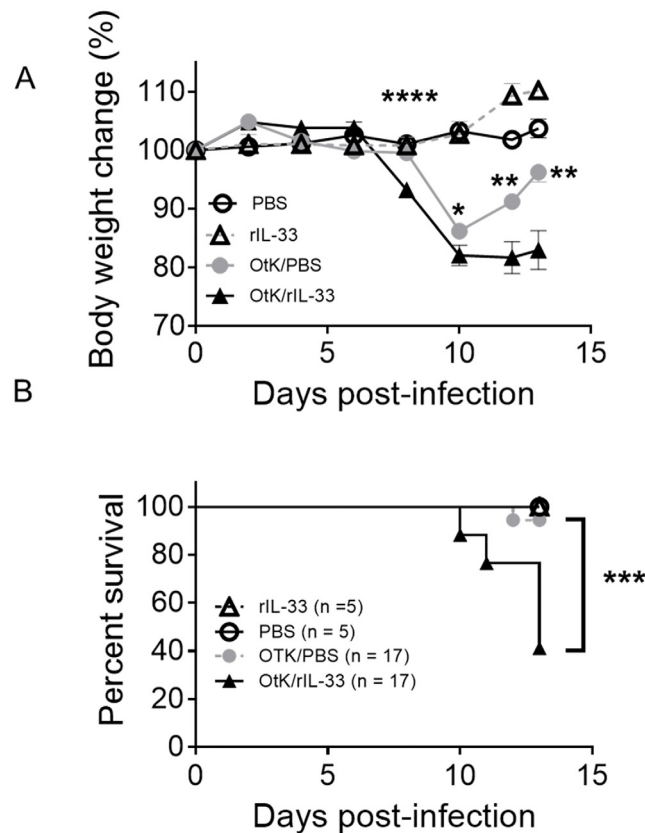 A
Body weight change (%)
110
100
90
80
70
****
*
**
**
PBS
rIL-33
OtK/PBS
OtK/rIL-33
0
5
10
15
Days post-infection
B
Percent survival
100
80
60
40
20
0
***
rIL-33 (n =5)
PBS (n = 5)
OTK/PBS (n = 17)
OtK/rIL-33 (n = 17)
0
5
10
15
Days post-infection